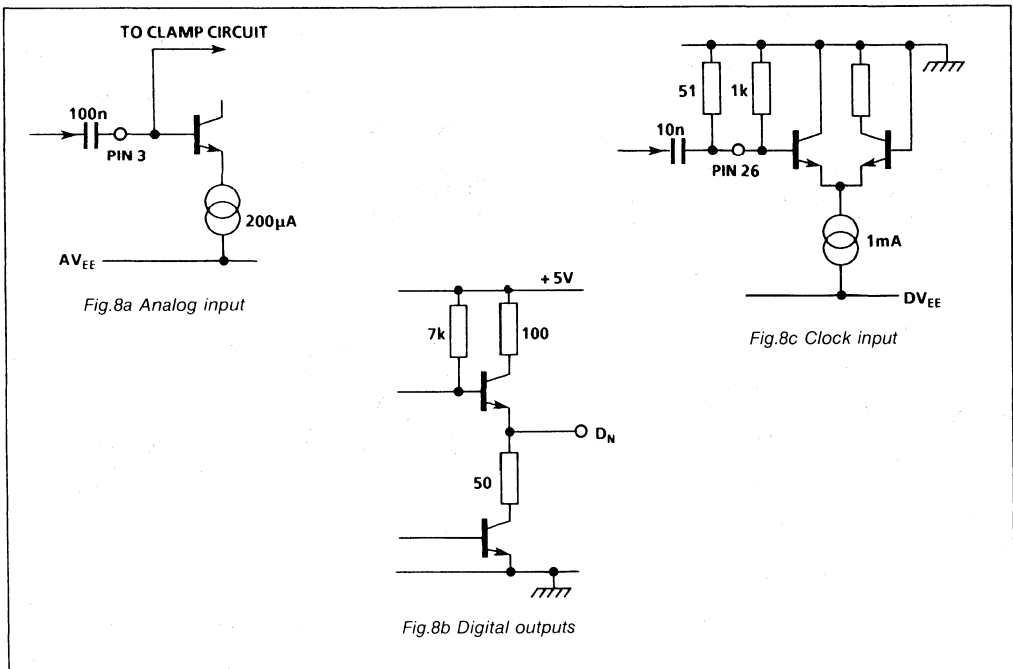 TO CLAMP CIRCUIT
100n
PIN 3
200µA
AVEE
Fig.8a Analog input
+5V
7k
100
DN
50
Fig.8b Digital outputs
51
1k
10n
PIN 26
1mA
DVEE
Fig.8c Clock input